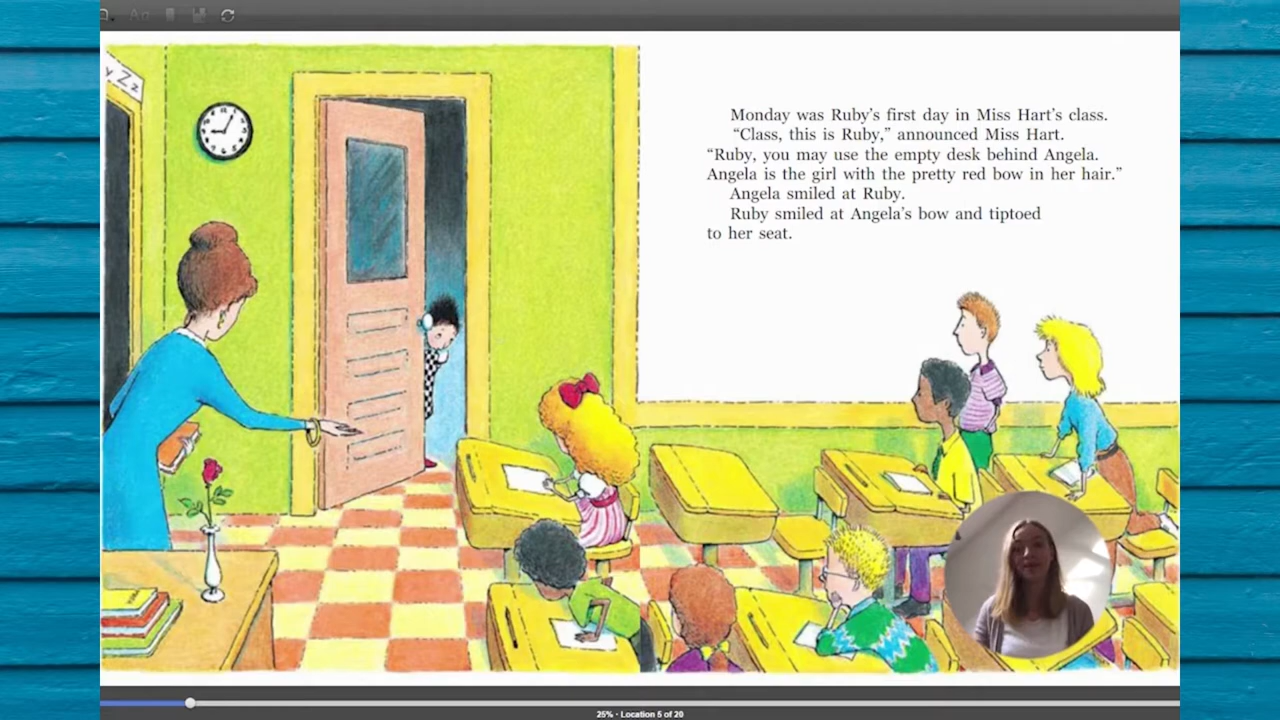 Aa
y Zz
Monday was Ruby's first day in Miss Hart's class.
“Class, this is Ruby,” announced Miss Hart.
“Ruby, you may use the empty desk behind Angela.
Angela is the girl with the pretty red bow in her hair.”
Angela smiled at Ruby.
Ruby smiled at Angela's bow and tiptoed
to her seat.
25% · Location 5 of 20